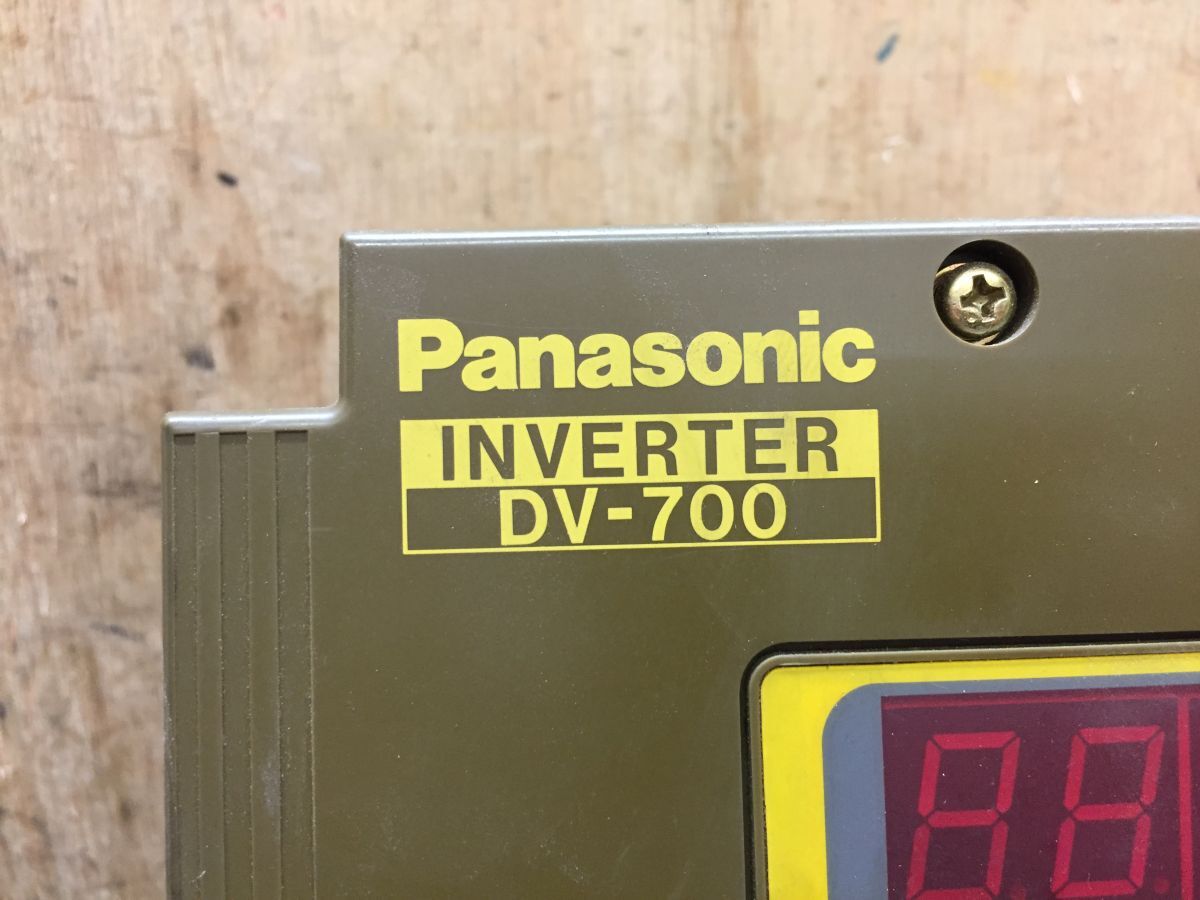 Panasonic
INVERTER
DV-700